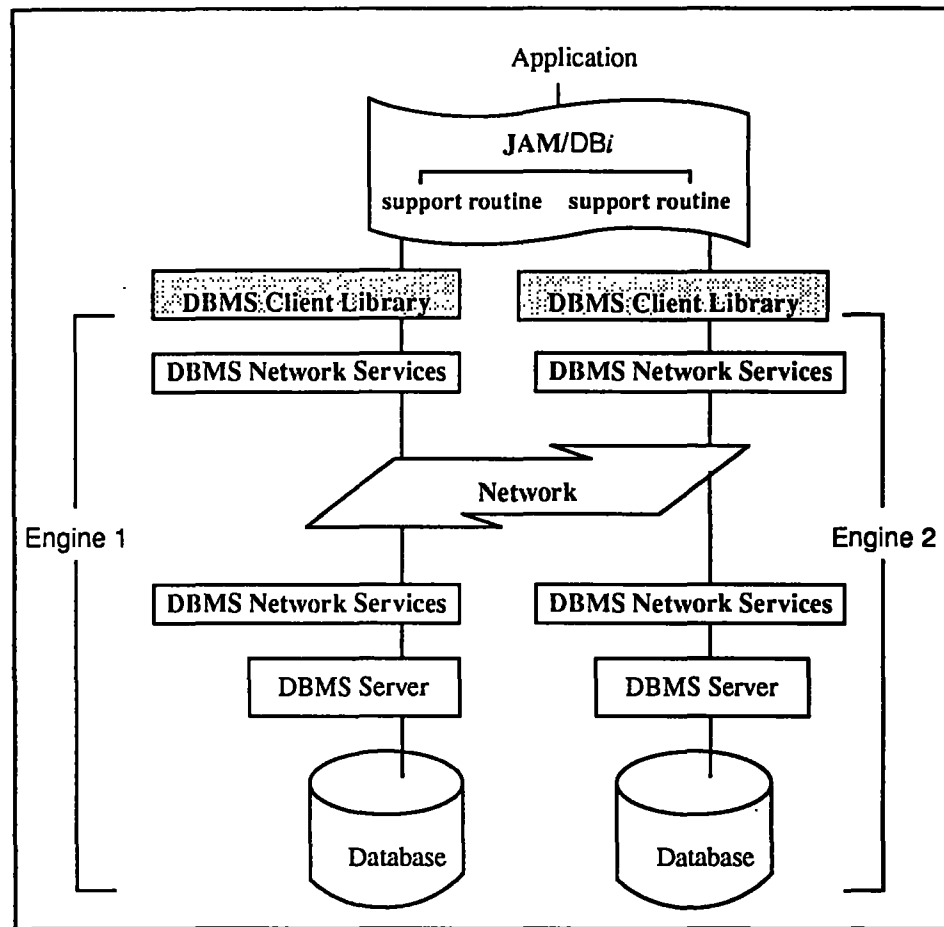 Application
JAM/DBi
support routine support routine
DBMS Client Library DBMS Client Library
DBMS Network Services DBMS Network Services
Network
Engine 1 Engine 2
DBMS Network Services DBMS Network Services
DBMS Server DBMS Server
Database Database